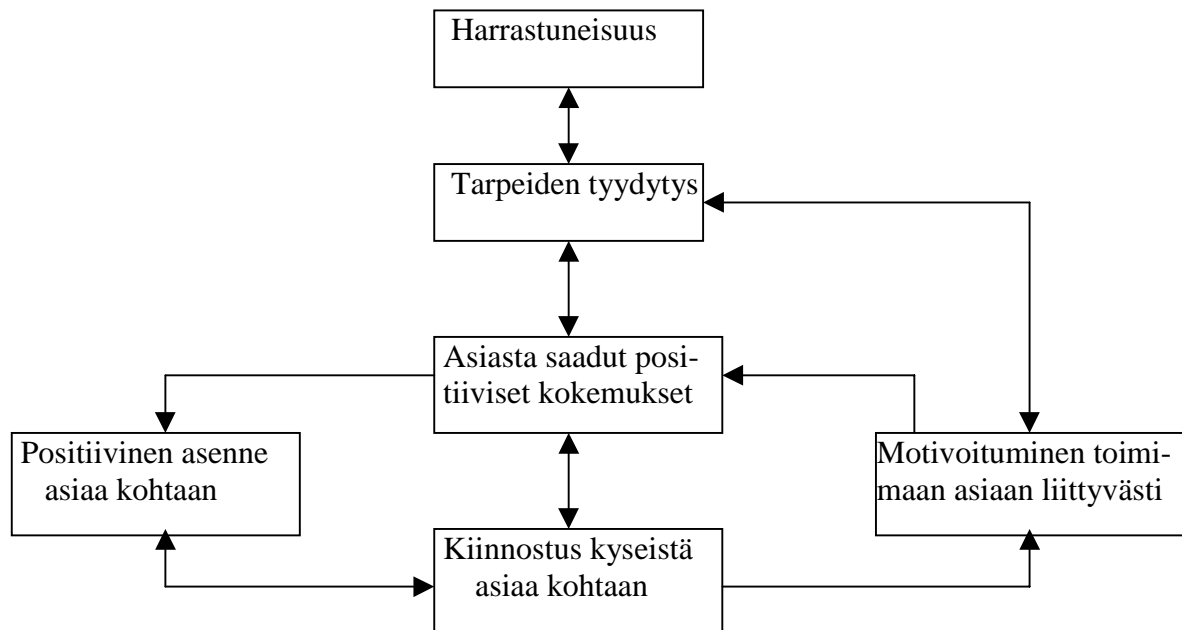 Harrastuneisuus
Tarpeiden tyydytys
Asiasta saadut posi-
tiiviset kokemukset
Positiivinen asenne
asiaa kohtaan
Motivoituminen toimi-
maan asiaan liittyvästi
Kiinnostus kyseistä
asiaa kohtaan